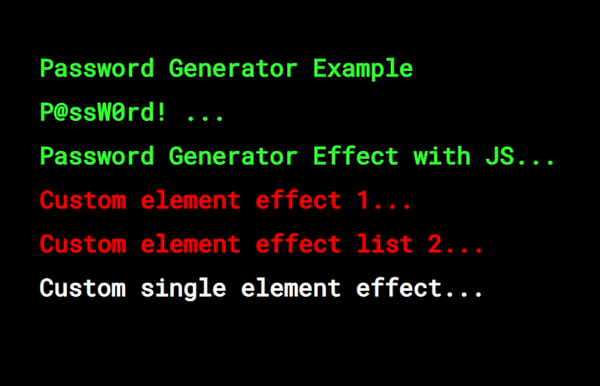 Password Generator Example
P@ssW0rd! ...
Password Generator Effect with JS...
Custom element effect 1...
Custom element effect list 2...
Custom single element effect...